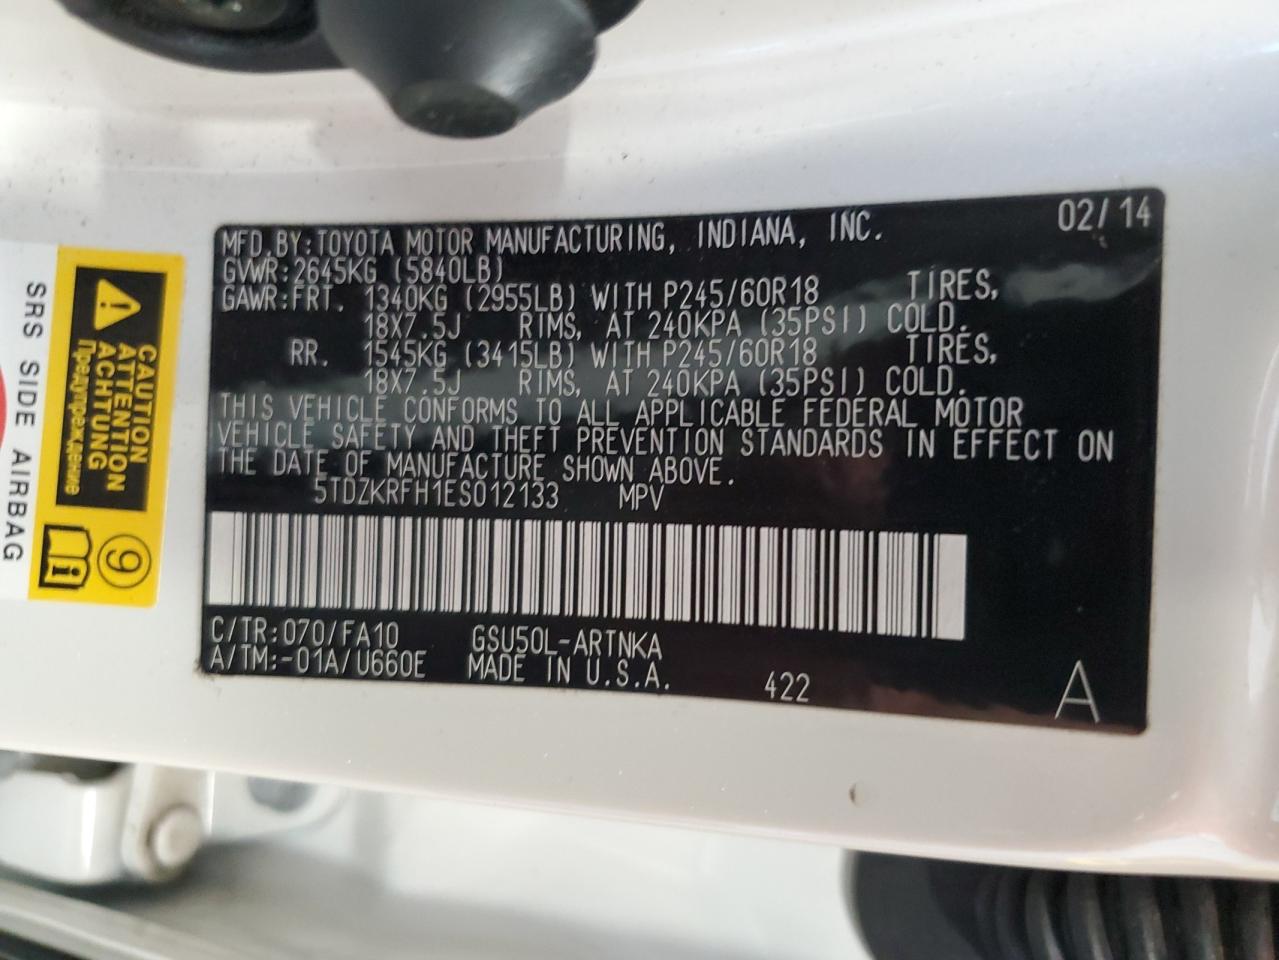 02/14
MFD.BY:TOYOTA MOTOR MANUFACTURING, INDIANA, INC.
GVWR:2645KG (5840LB)
GAWR:FRT. 1340KG (2955LB) WITH P245/60R18 TIRES,
18X7.5J RIMS, AT 240KPA (35PSI) COLD.
RR. 1545KG (3415LB) WITH P245/60R18 TIRES,
18X7.5J RIMS, AT 240KPA (35PSI) COLD.
THIS VEHICLE CONFORMS TO ALL APPLICABLE FEDERAL MOTOR
VEHICLE SAFETY AND THEFT PREVENTION STANDARDS IN EFFECT ON
THE DATE OF MANUFACTURE SHOWN ABOVE.
5TDZKRFH1ES012133 MPV
C/TR:070/FA10 GSU50L-ARTNKA
A/TM:-01A/U660E MADE IN U.S.A.
422
A
CAUTION
ATTENTION
ACHTUNG
Предупреждение
9
i
SRS SIDE AIRBAG